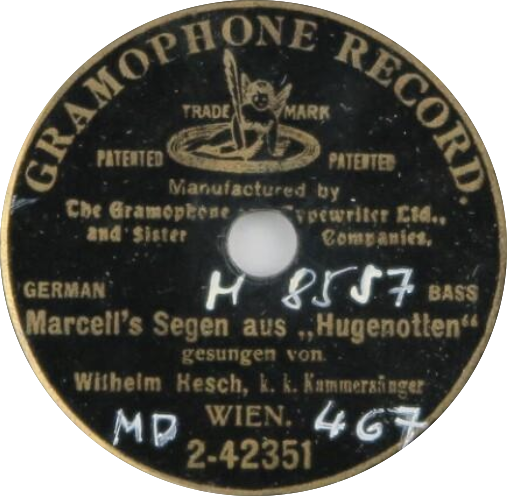 GRAMOPHONE RECORD.
TRADE MARK
PATENTED PATENTED
Manufactured by
The Gramophone Typewriter Ltd.,
and Sister Companies.
GERMAN M 8557 BASS
Marcell's Segen aus „Hugenotten“
gesungen von
Wilhelm Hesch, k. k. Kammersänger
MD WIEN. 467
2-42351